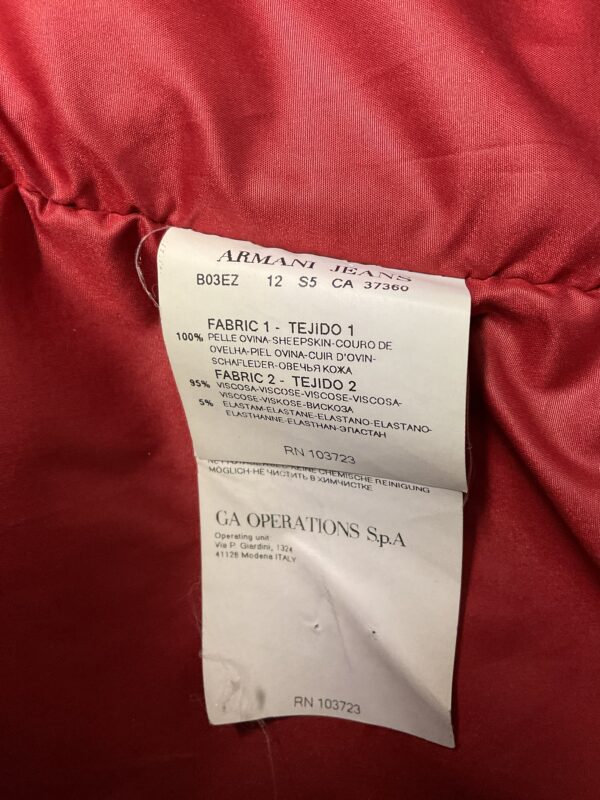 ARMANI JEANS
B03EZ 12 S5 CA 37360
FABRIC 1 - TEJIDO 1
100% PELLE OVINA-SHEEPSKIN-COURO DE
OVELHA-PIEL OVINA-CUIR D'OVIN-
SCHAFLEDER-ОВЕЧЬЯ КОЖА
FABRIC 2 - TEJIDO 2
95% VISCOSA-VISCOSE-VISCOSE-VISCOSA-
VISCOSE-VISKOSE-ВИСКОЗА
5% ELASTAM-ELASTANE-ELASTANO-ELASTANO-
ELASTHANNE-ELASTHAN-ЭЛАСТАН
RN 103723
CHEMISCHE REINIGUNG
MÖGLICH-НЕ ЧИСТИТЬ В ХИМЧИСТКЕ
GA OPERATIONS S.p.A
Operating unit
Via P. Giardini, 1324
41126 Modena ITALY
RN 103723